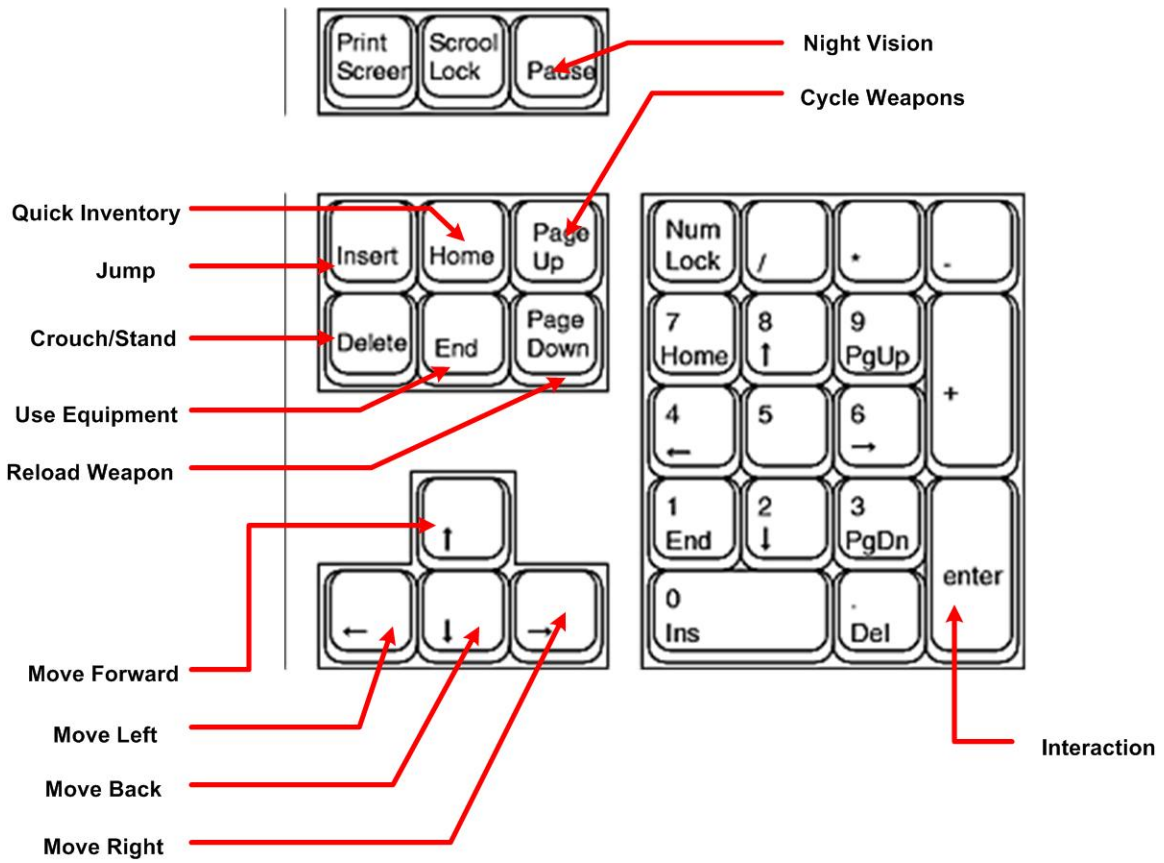 Print
Screen
Scrool
Lock
Pause
Night Vision
Cycle Weapons
Quick Inventory
Jump
Crouch/Stand
Use Equipment
Reload Weapon
Insert
Home
Page
Up
Delete
End
Page
Down
Num
Lock
/
*
-
7
Home
8
↑
9
PgUp
+
4
←
5
6
→
1
End
2
↓
3
PgDn
enter
0
Ins
.
Del
↑
←
↓
→
Move Forward
Move Left
Move Back
Move Right
Interaction